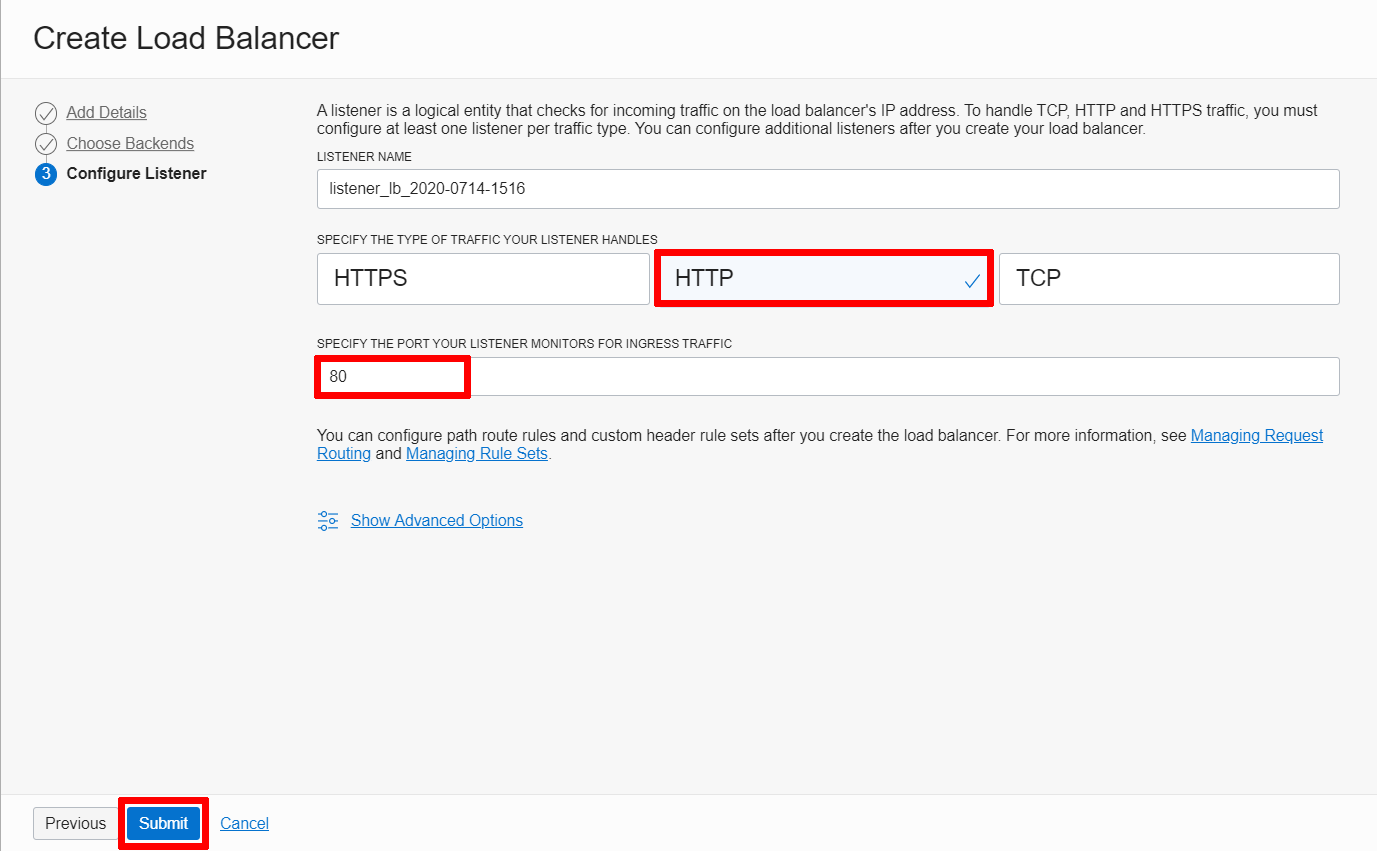 Create Load Balancer
Add Details
Choose Backends
3 Configure Listener
A listener is a logical entity that checks for incoming traffic on the load balancer's IP address. To handle TCP, HTTP and HTTPS traffic, you must
configure at least one listener per traffic type. You can configure additional listeners after you create your load balancer.
LISTENER NAME
listener_lb_2020-0714-1516
SPECIFY THE TYPE OF TRAFFIC YOUR LISTENER HANDLES
HTTPS HTTP TCP
SPECIFY THE PORT YOUR LISTENER MONITORS FOR INGRESS TRAFFIC
80
You can configure path route rules and custom header rule sets after you create the load balancer. For more information, see Managing Request
Routing and Managing Rule Sets.
Show Advanced Options
Previous Submit Cancel